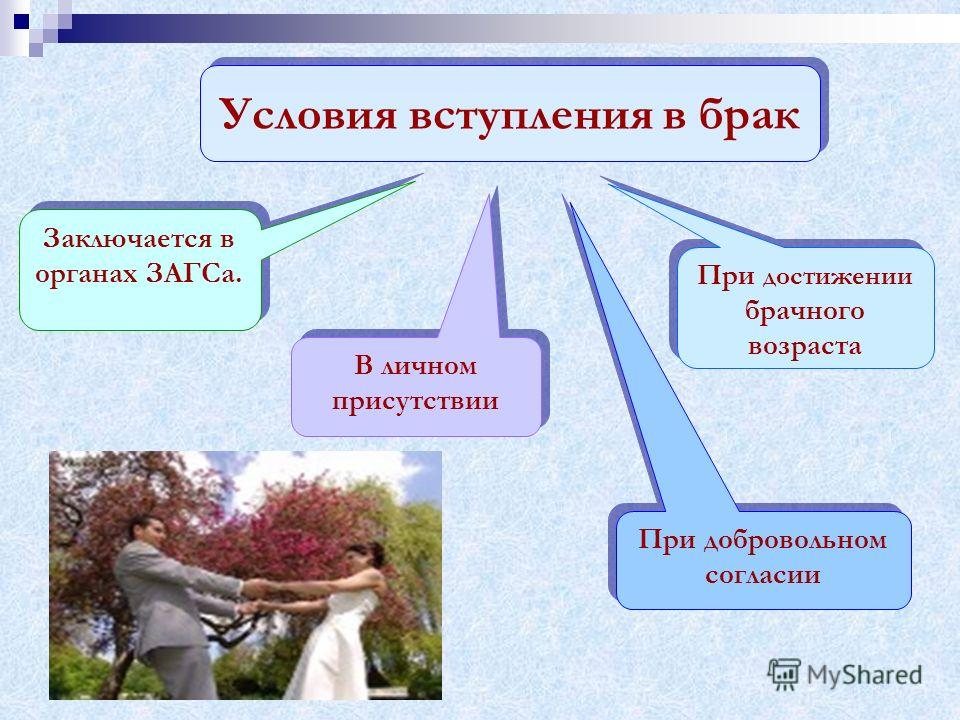 Условия вступления в брак
Заключается в
органах ЗАГСа.
В личном
присутствии
При достижении
брачного
возраста
При добровольном
согласии
MyShared